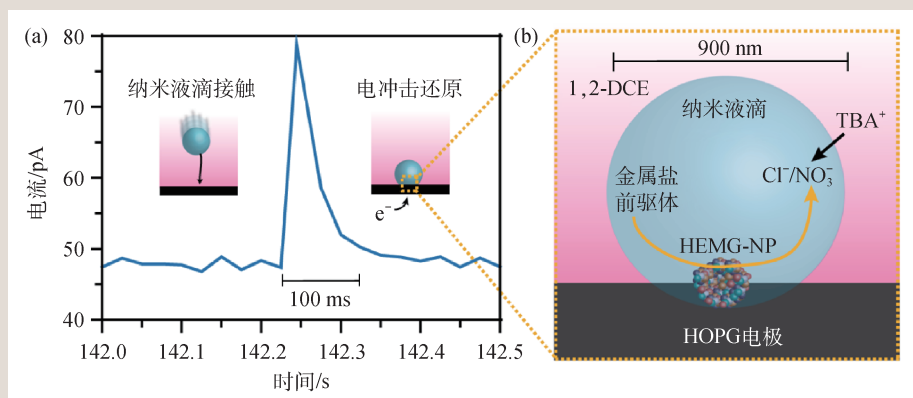 (a)
80
70
60
50
40
电流/pA
纳米液滴接触
电冲击还原
e⁻
100 ms
142.0
142.1
142.2
142.3
142.4
142.5
时间/s
(b)
900 nm
1,2-DCE
纳米液滴
TBA⁺
Cl⁻/NO₃⁻
金属盐
前驱体
HEMG-NP
HOPG电极